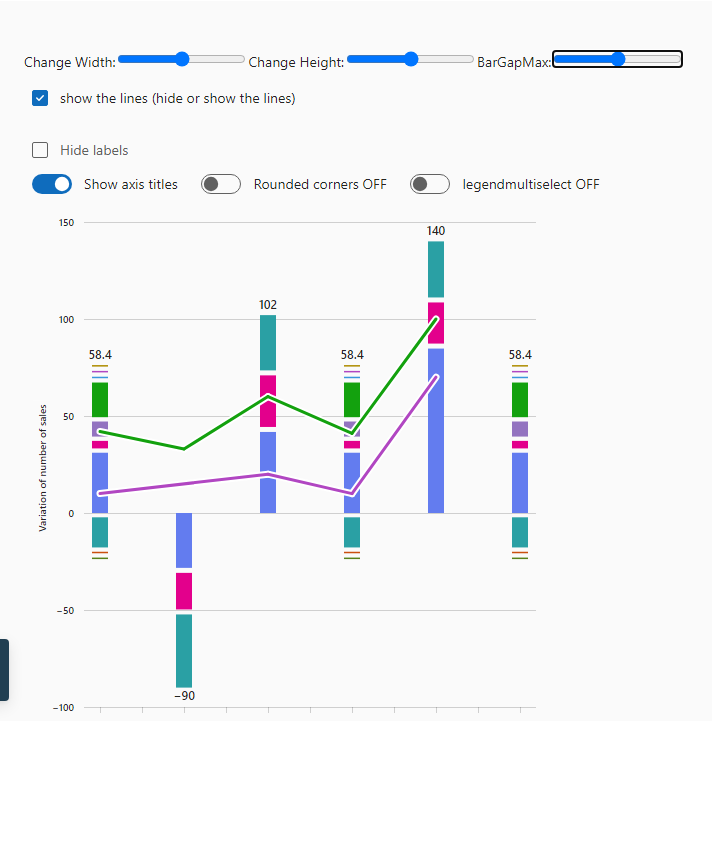 Change Width: Change Height: BarGapMax:
show the lines (hide or show the lines)
Hide labels
Show axis titles Rounded corners OFF legendmultiselect OFF
150
140
102
100
58.4 58.4 58.4
50
Variation of number of sales
0
−50
−90
−100